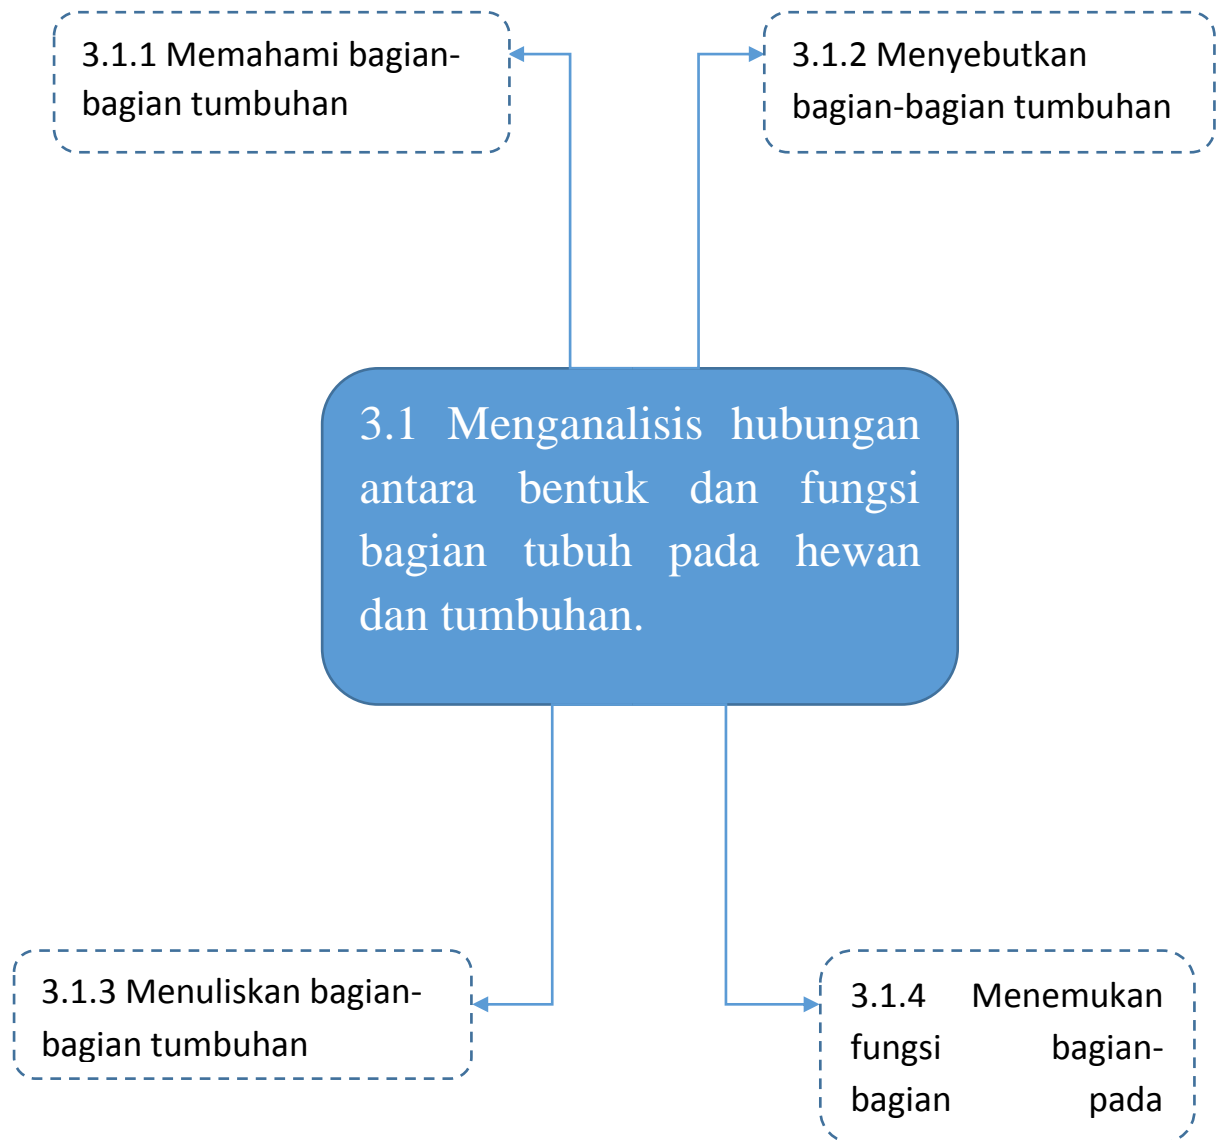 3.1.1 Memahami bagian-
bagian tumbuhan
3.1.2 Menyebutkan
bagian-bagian tumbuhan
3.1 Menganalisis hubungan
antara bentuk dan fungsi
bagian tubuh pada hewan
dan tumbuhan.
3.1.3 Menuliskan bagian-
bagian tumbuhan
3.1.4 Menemukan
fungsi bagian-
bagian pada